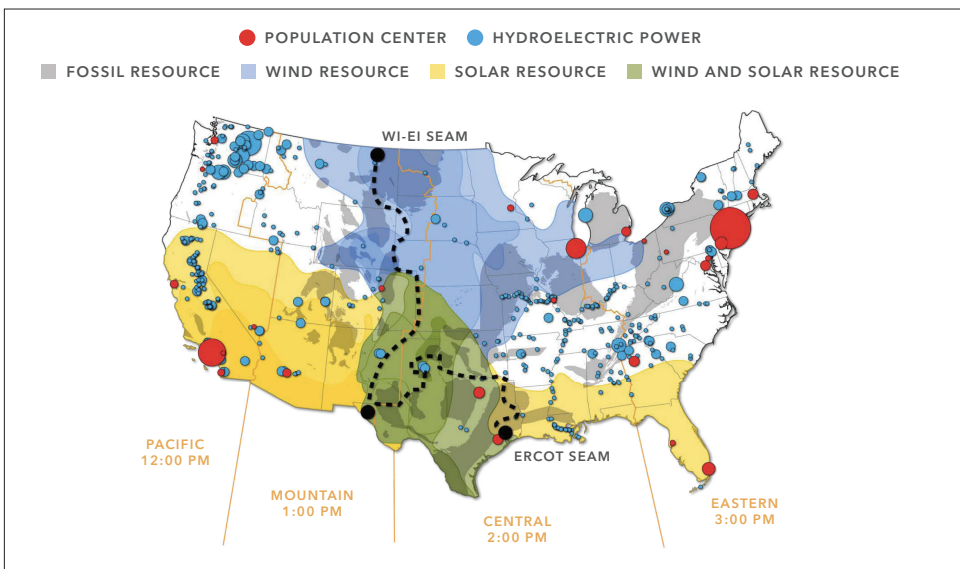 POPULATION CENTER HYDROELECTRIC POWER
FOSSIL RESOURCE WIND RESOURCE SOLAR RESOURCE WIND AND SOLAR RESOURCE
WI-EI SEAM
ERCOT SEAM
PACIFIC
12:00 PM
MOUNTAIN
1:00 PM
CENTRAL
2:00 PM
EASTERN
3:00 PM